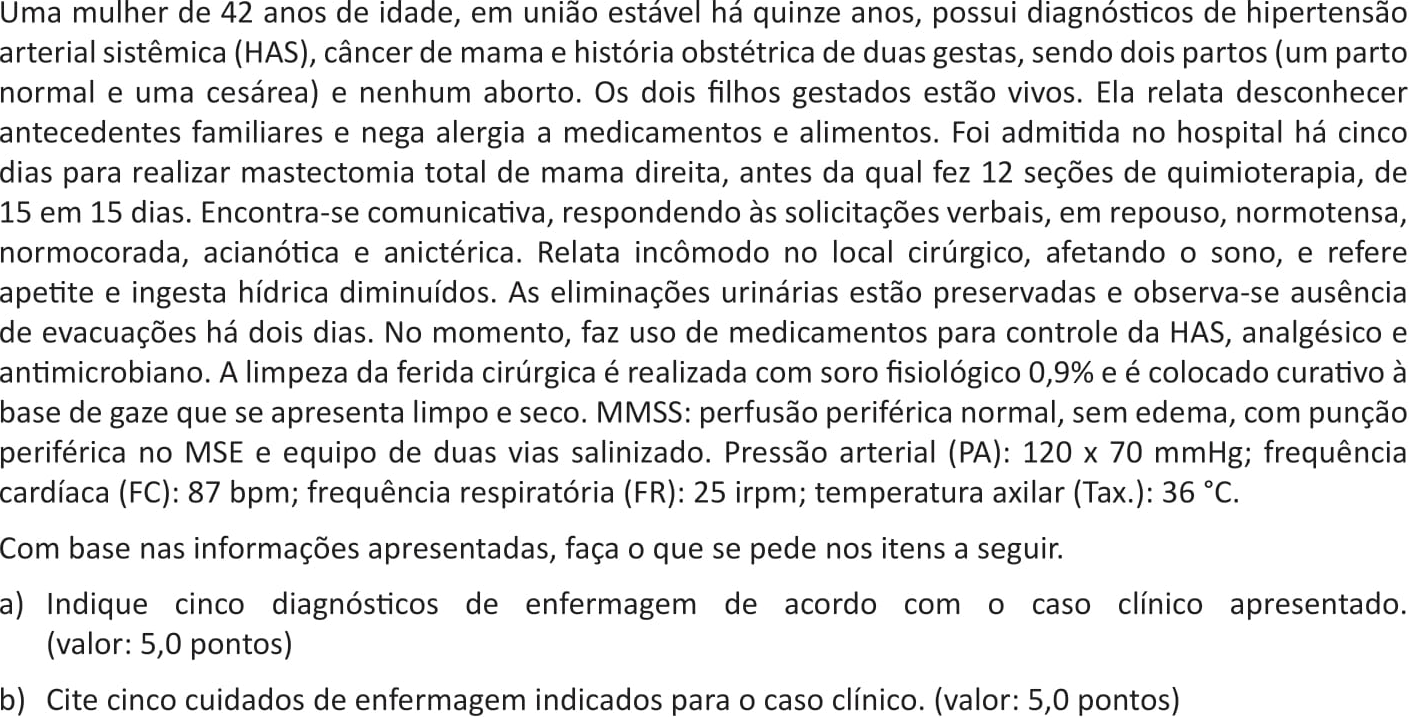 Uma mulher de 42 anos de idade, em união estável há quinze anos, possui diagnósticos de hipertensão
arterial sistêmica (HAS), câncer de mama e história obstétrica de duas gestas, sendo dois partos (um parto
normal e uma cesárea) e nenhum aborto. Os dois filhos gestados estão vivos. Ela relata desconhecer
antecedentes familiares e nega alergia a medicamentos e alimentos. Foi admitida no hospital há cinco
dias para realizar mastectomia total de mama direita, antes da qual fez 12 seções de quimioterapia, de
15 em 15 dias. Encontra-se comunicativa, respondendo às solicitações verbais, em repouso, normotensa,
normocorada, acianótica e anictérica. Relata incômodo no local cirúrgico, afetando o sono, e refere
apetite e ingesta hídrica diminuídos. As eliminações urinárias estão preservadas e observa-se ausência
de evacuações há dois dias. No momento, faz uso de medicamentos para controle da HAS, analgésico e
antimicrobiano. A limpeza da ferida cirúrgica é realizada com soro fisiológico 0,9% e é colocado curativo à
base de gaze que se apresenta limpo e seco. MMSS: perfusão periférica normal, sem edema, com punção
periférica no MSE e equipo de duas vias salinizado. Pressão arterial (PA): 120 x 70 mmHg; frequência
cardíaca (FC): 87 bpm; frequência respiratória (FR): 25 irpm; temperatura axilar (Tax.): 36 °C.
Com base nas informações apresentadas, faça o que se pede nos itens a seguir.
a) Indique cinco diagnósticos de enfermagem de acordo com o caso clínico apresentado.
(valor: 5,0 pontos)
b) Cite cinco cuidados de enfermagem indicados para o caso clínico. (valor: 5,0 pontos)